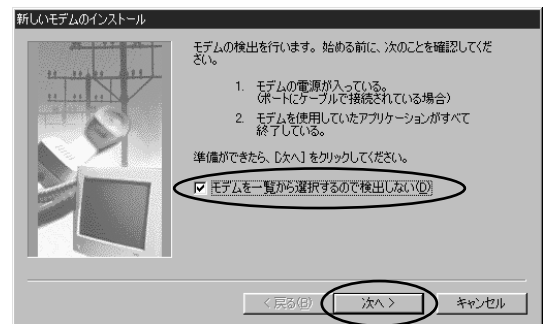 新しいモデムのインストール
モデムの検出を行います。始める前に、次のことを確認してくだ
さい。
1. モデムの電源が入っている。
(ポートにケーブルで接続されている場合)
2. モデムを使用していたアプリケーションがすべて
終了している。
準備ができたら、[次へ] をクリックしてください。
モデムを一覧から選択するので検出しない(D)
< 戻る(B)
次へ >
キャンセル